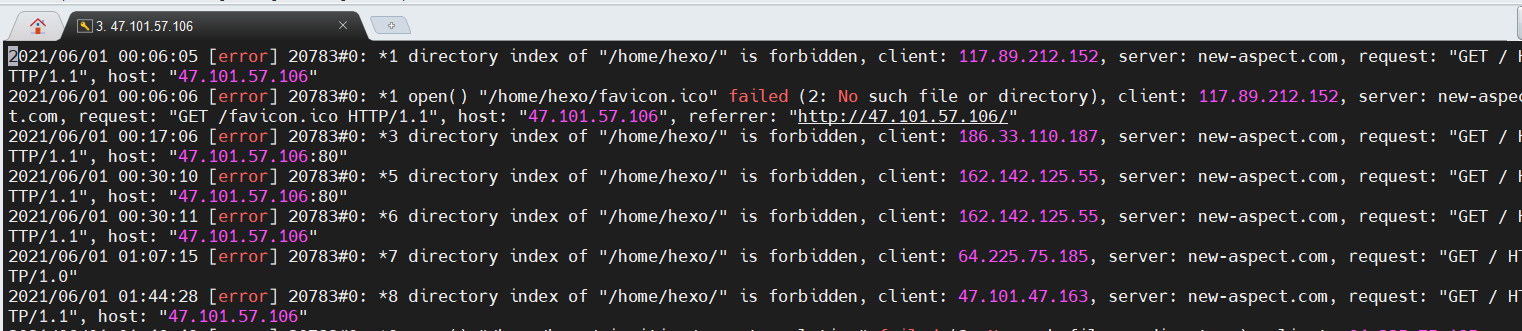 3. 47.101.57.106
2021/06/01 00:06:05 [error] 20783#0: *1 directory index of "/home/hexo/" is forbidden, client: 117.89.212.152, server: new-aspect.com, request: "GET / H
TTP/1.1", host: "47.101.57.106"
2021/06/01 00:06:06 [error] 20783#0: *1 open() "/home/hexo/favicon.ico" failed (2: No such file or directory), client: 117.89.212.152, server: new-aspec
t.com, request: "GET /favicon.ico HTTP/1.1", host: "47.101.57.106", referrer: "http://47.101.57.106/"
2021/06/01 00:17:06 [error] 20783#0: *3 directory index of "/home/hexo/" is forbidden, client: 186.33.110.187, server: new-aspect.com, request: "GET / H
TTP/1.1", host: "47.101.57.106:80"
2021/06/01 00:30:10 [error] 20783#0: *5 directory index of "/home/hexo/" is forbidden, client: 162.142.125.55, server: new-aspect.com, request: "GET / H
TTP/1.1", host: "47.101.57.106:80"
2021/06/01 00:30:11 [error] 20783#0: *6 directory index of "/home/hexo/" is forbidden, client: 162.142.125.55, server: new-aspect.com, request: "GET / H
TTP/1.1", host: "47.101.57.106"
2021/06/01 01:07:15 [error] 20783#0: *7 directory index of "/home/hexo/" is forbidden, client: 64.225.75.185, server: new-aspect.com, request: "GET / HT
TP/1.0"
2021/06/01 01:44:28 [error] 20783#0: *8 directory index of "/home/hexo/" is forbidden, client: 47.101.47.163, server: new-aspect.com, request: "GET / HT
TP/1.1", host: "47.101.57.106"